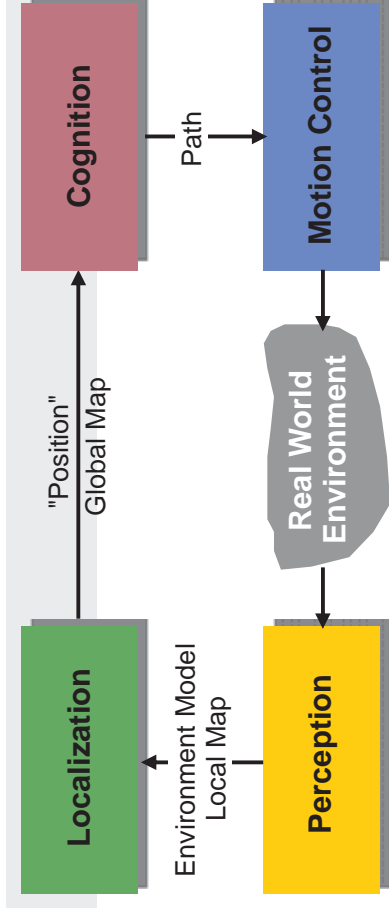 Localization
"Position"
Global Map
Cognition
Environment Model
Local Map
Path
Perception
Real World
Environment
Motion Control